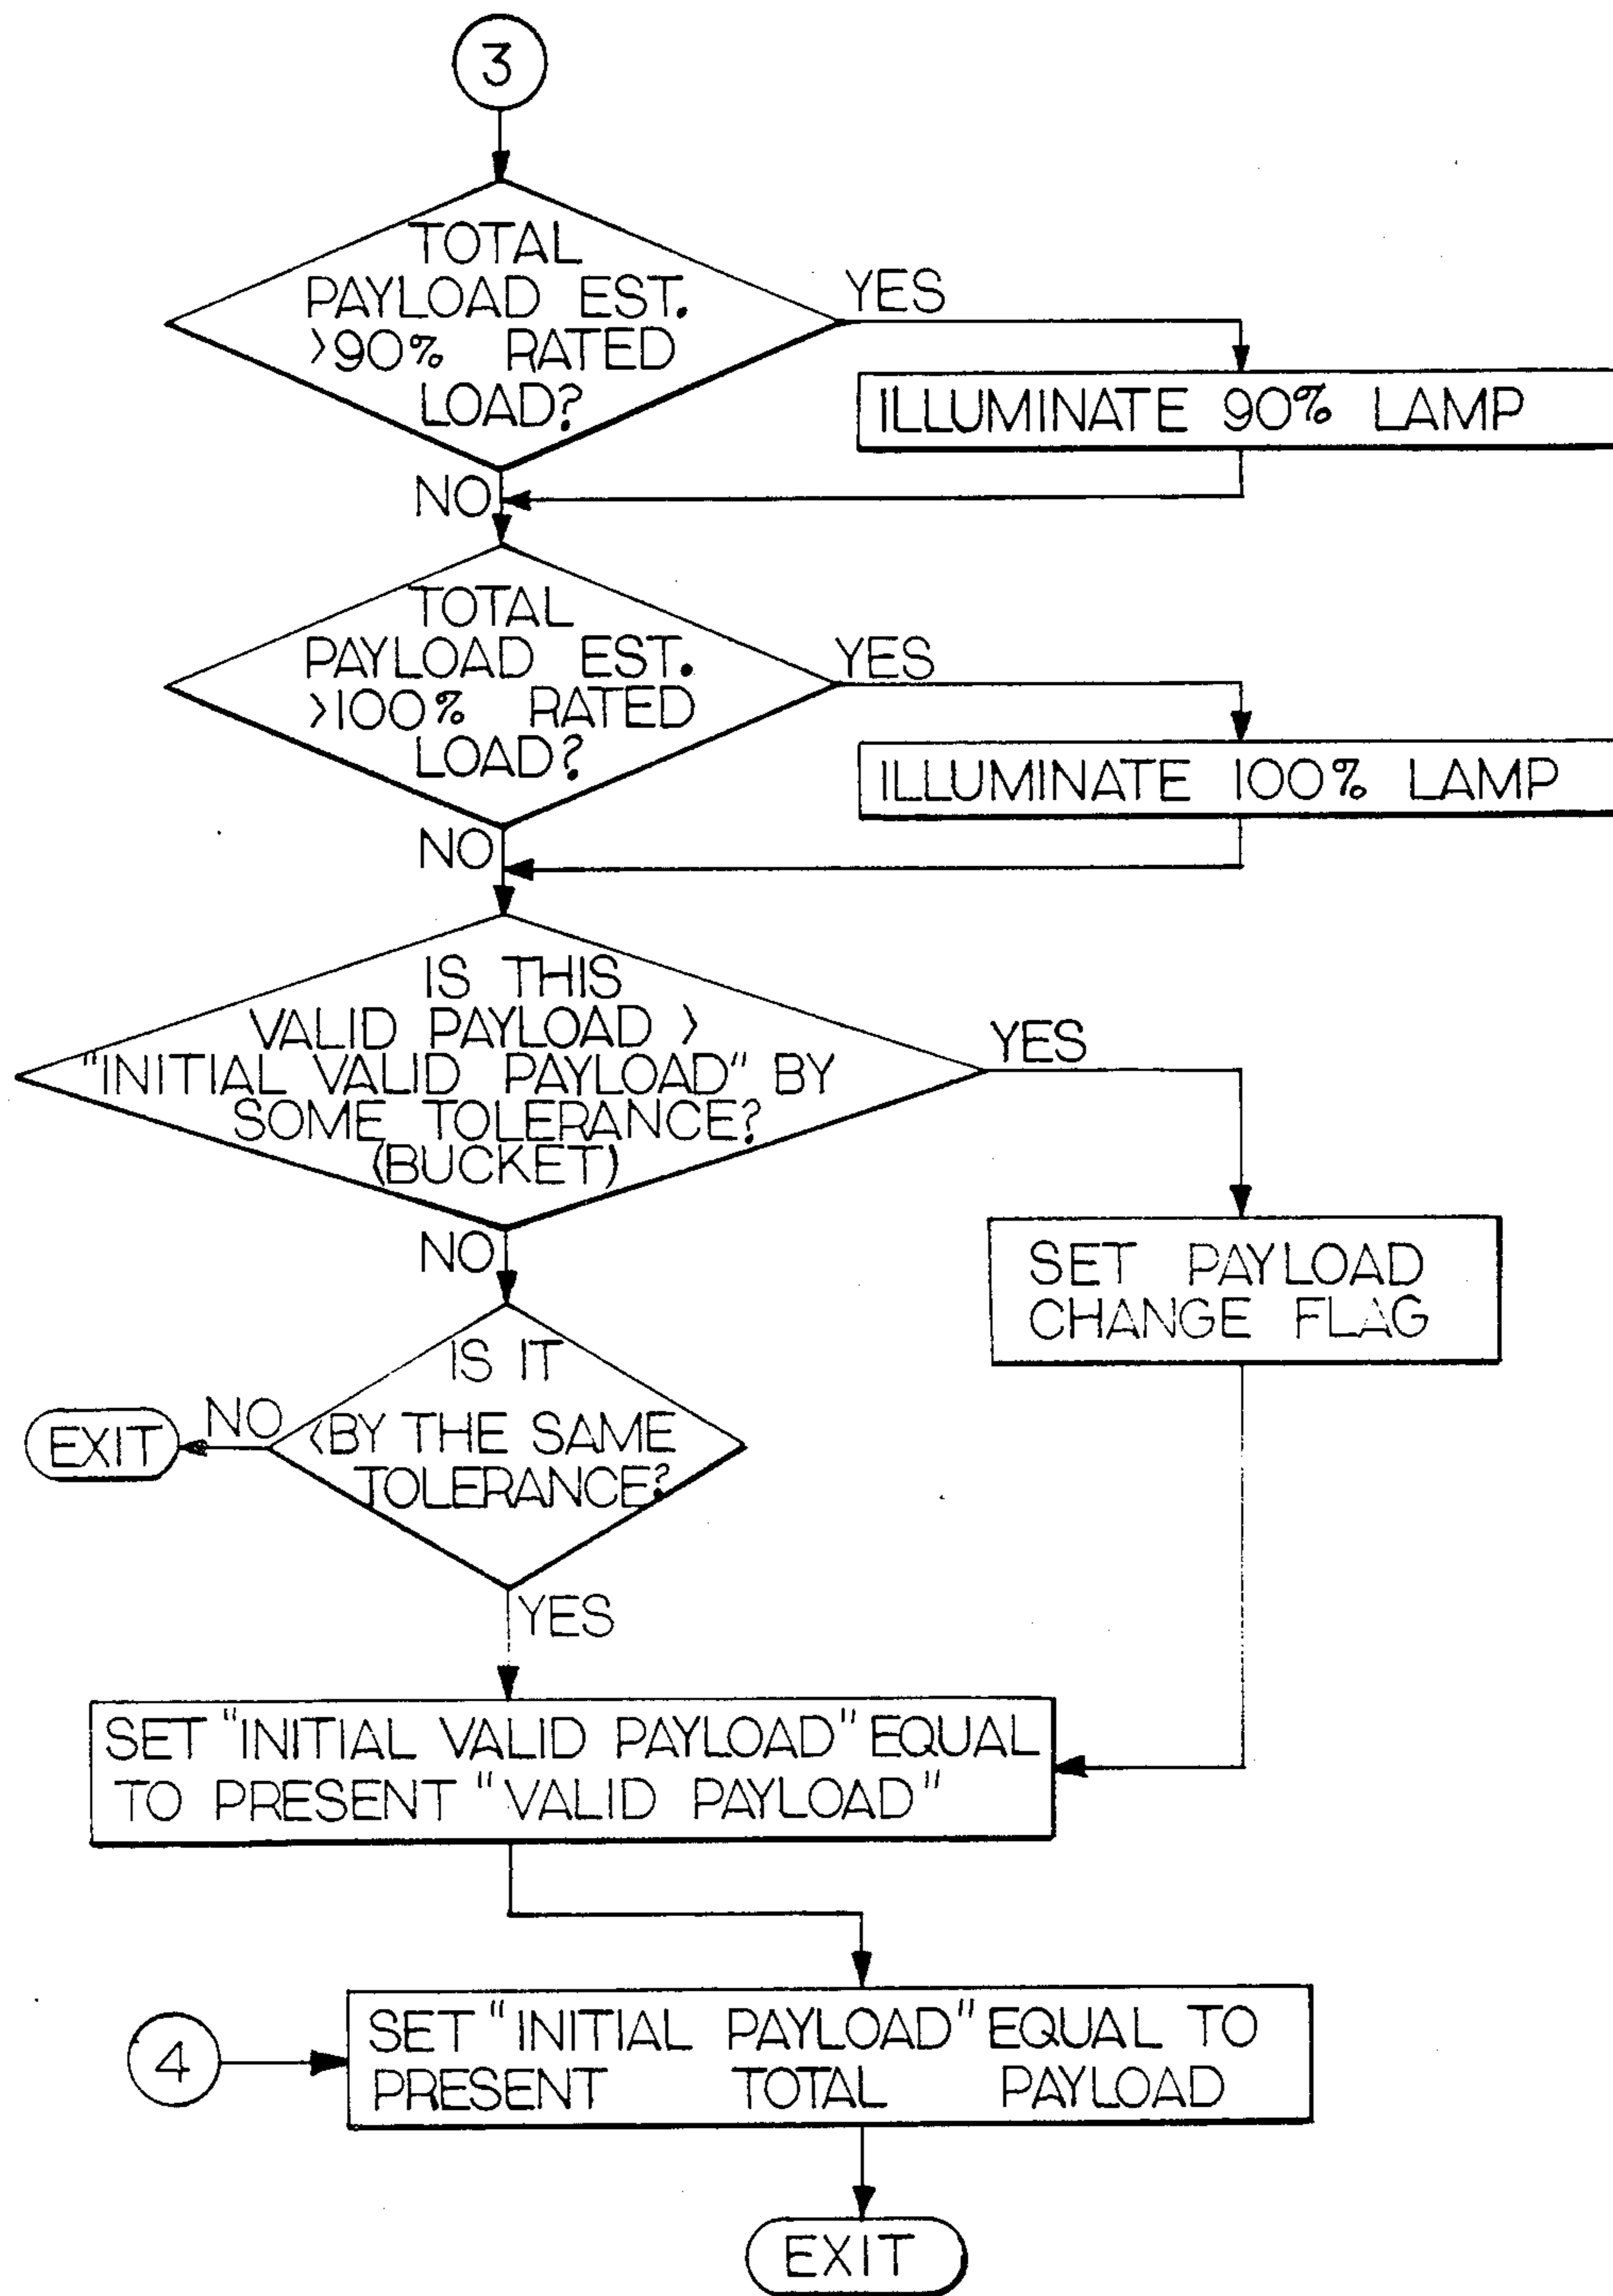 3
TOTAL
PAYLOAD EST.
>90% RATED
LOAD?
YES
ILLUMINATE 90% LAMP
NO
TOTAL
PAYLOAD EST.
>100% RATED
LOAD?
YES
ILLUMINATE 100% LAMP
NO
IS THIS
VALID PAYLOAD >
"INITIAL VALID PAYLOAD" BY
SOME TOLERANCE?
(BUCKET)
YES
NO
SET PAYLOAD
CHANGE FLAG
IS IT
<BY THE SAME
TOLERANCE?
NO
EXIT
YES
SET "INITIAL VALID PAYLOAD" EQUAL
TO PRESENT "VALID PAYLOAD"
4
SET "INITIAL PAYLOAD" EQUAL TO
PRESENT TOTAL PAYLOAD
EXIT